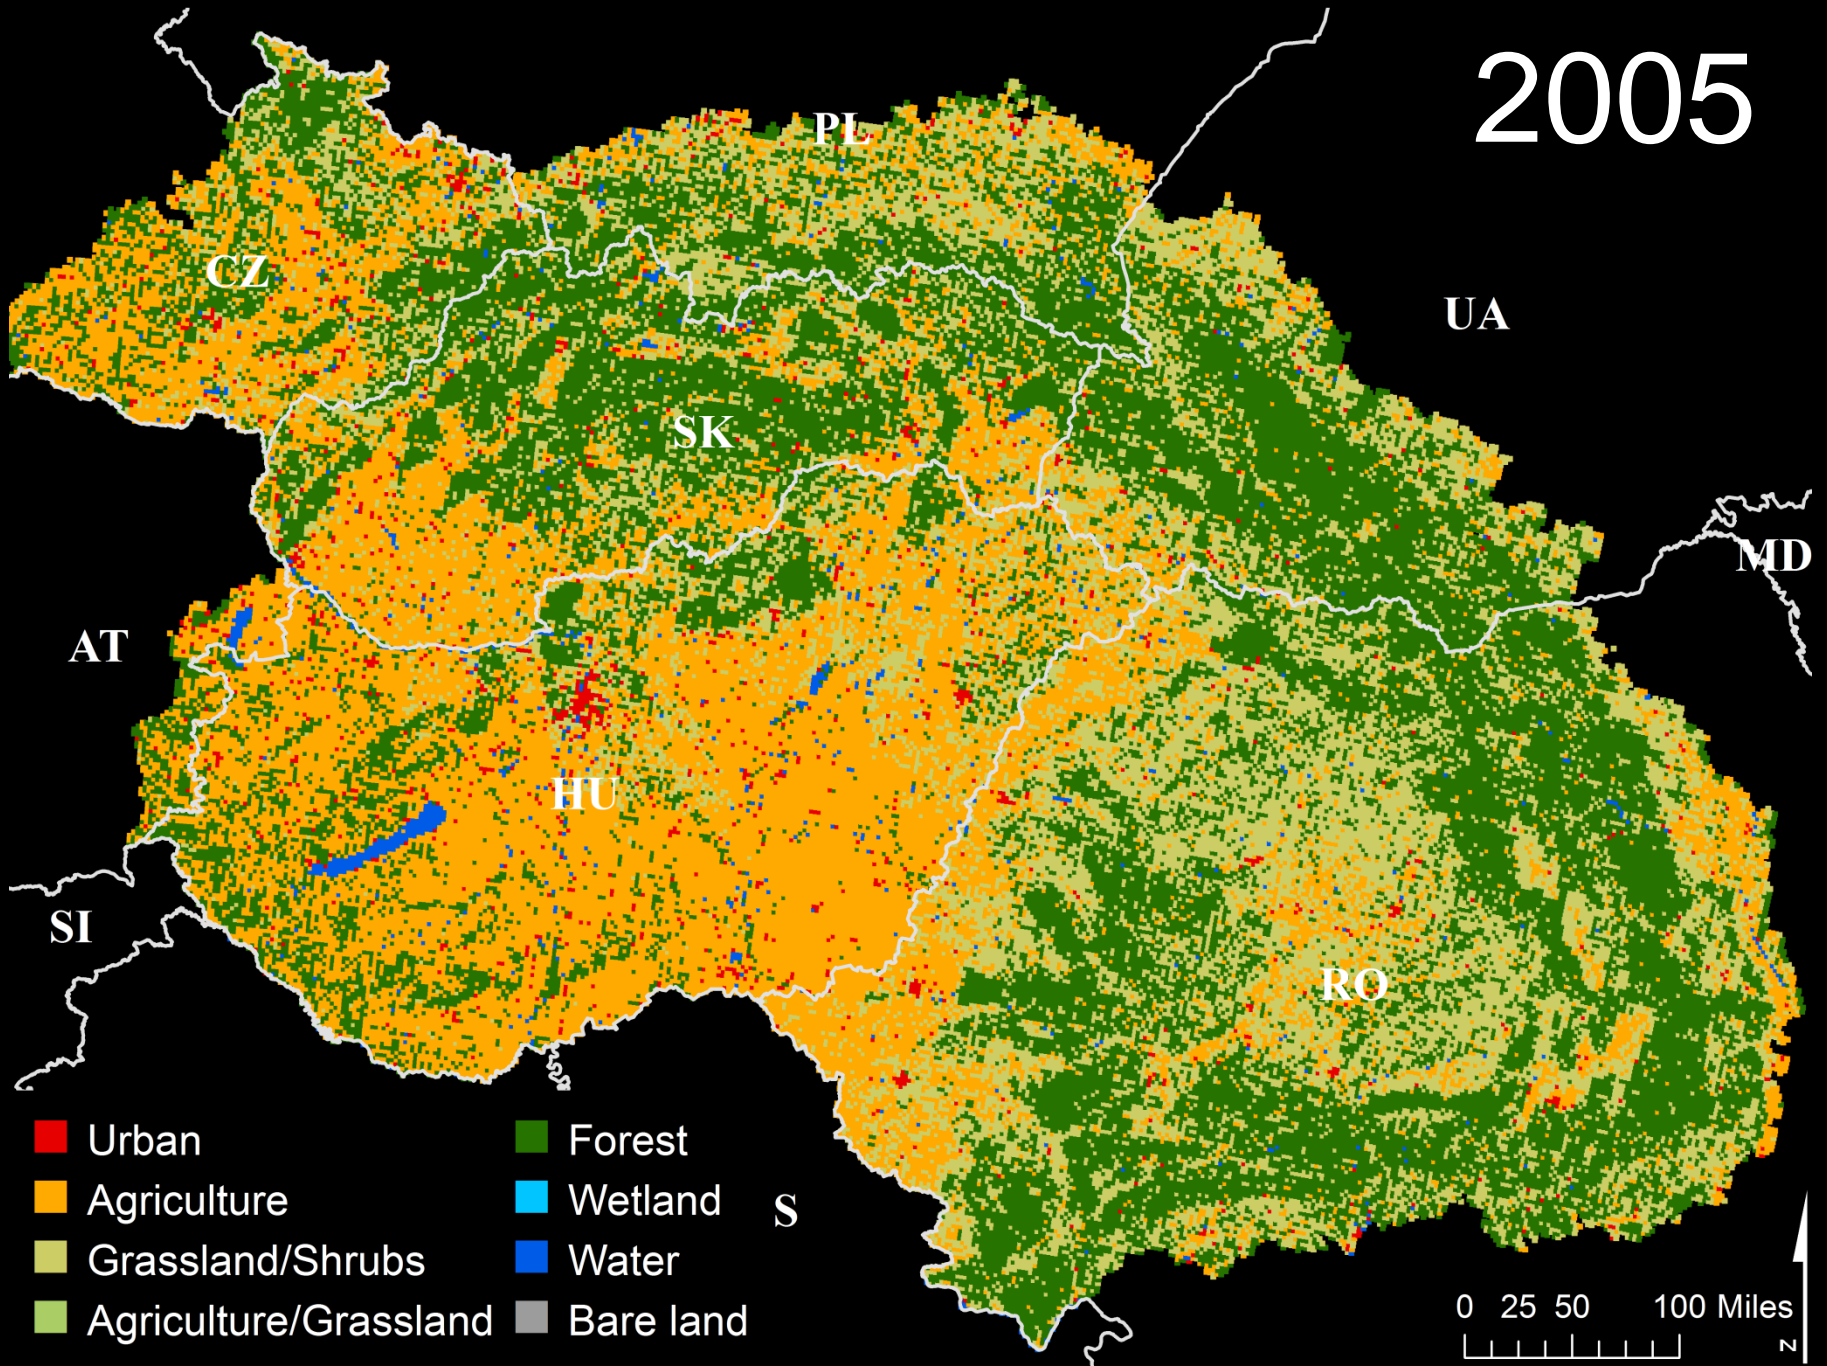 2005
PL
CZ
UA
SK
MD
AT
HU
SI
RO
S
Urban
Agriculture
Grassland/Shrubs
Agriculture/Grassland
Forest
Wetland
Water
Bare land
0 25 50 100 Miles
N